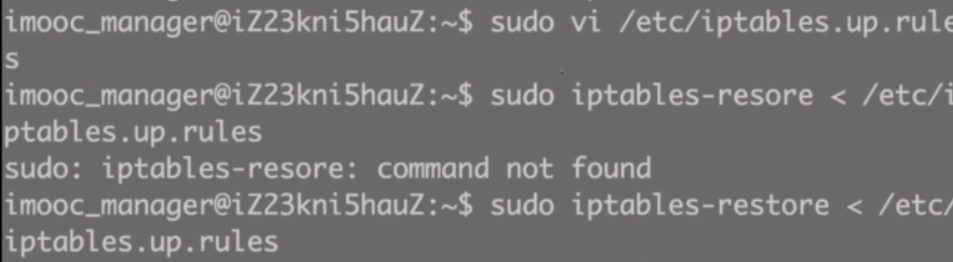 imooc_manager@iZ23kni5hauZ:~$ sudo vi /etc/iptables.up.rule
s
imooc_manager@iZ23kni5hauZ:~$ sudo iptables-resore < /etc/i
ptables.up.rules
sudo: iptables-resore: command not found
imooc_manager@iZ23kni5hauZ:~$ sudo iptables-restore < /etc/
iptables.up.rules